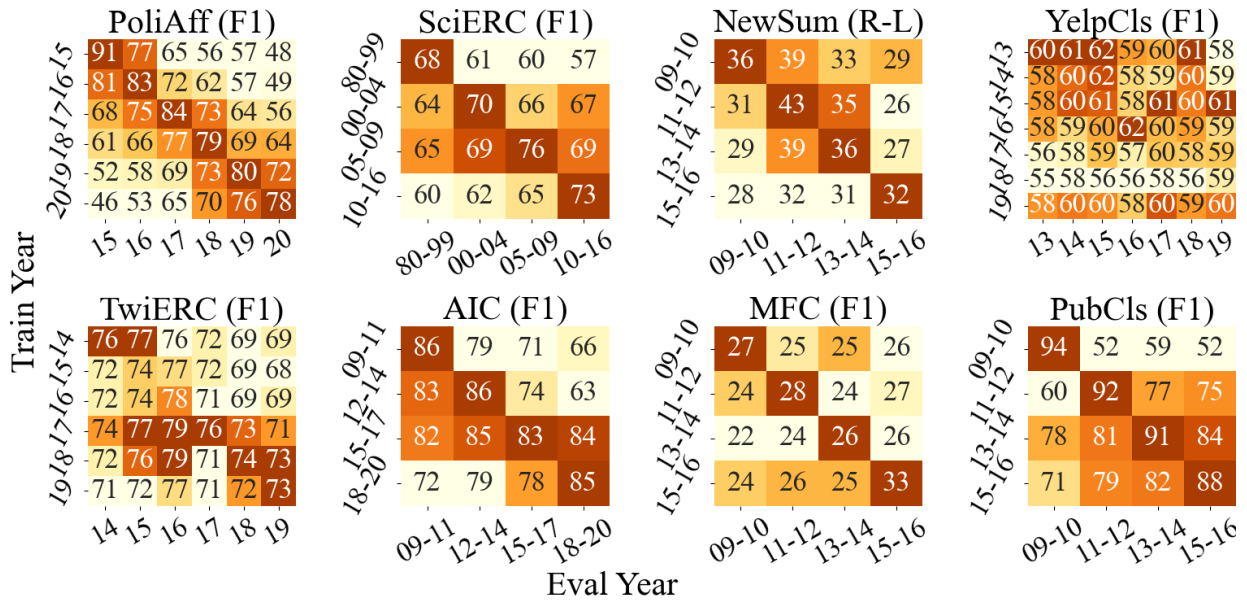 PoliAff (F1)
15 91 77 65 56 57 48
16 81 83 72 62 57 49
17 68 75 84 73 64 56
18 61 66 77 79 69 64
19 52 58 69 73 80 72
20 46 53 65 70 76 78
15 16 17 18 19 20
SciERC (F1)
80-99 68 61 60 57
00-04 64 70 66 67
05-09 65 69 76 69
10-16 60 62 65 73
80-99 00-04 05-09 10-16
NewSum (R-L)
09-10 36 39 33 29
11-12 31 43 35 26
13-14 29 39 36 27
15-16 28 32 31 32
09-10 11-12 13-14 15-16
YelpCls (F1)
13 60 61 62 59 60 61 58
14 58 60 62 58 59 60 59
15 58 60 61 58 61 60 61
16 58 59 60 62 60 59 59
17 56 58 59 57 60 58 59
18 55 58 56 56 58 56 59
19 58 60 60 58 60 59 60
13 14 15 16 17 18 19
Train Year
TwiERC (F1)
14 76 77 76 72 69 69
15 72 74 77 72 69 68
16 72 74 78 71 69 69
17 74 77 79 76 73 71
18 72 76 79 71 74 73
19 71 72 77 71 72 73
14 15 16 17 18 19
AIC (F1)
09-11 86 79 71 66
12-14 83 86 74 63
15-17 82 85 83 84
18-20 72 79 78 85
09-11 12-14 15-17 18-20
MFC (F1)
09-10 27 25 25 26
11-12 24 28 24 27
13-14 22 24 26 26
15-16 24 26 25 33
09-10 11-12 13-14 15-16
PubCls (F1)
09-10 94 52 59 52
11-12 60 92 77 75
13-14 78 81 91 84
15-16 71 79 82 88
09-10 11-12 13-14 15-16
Eval Year